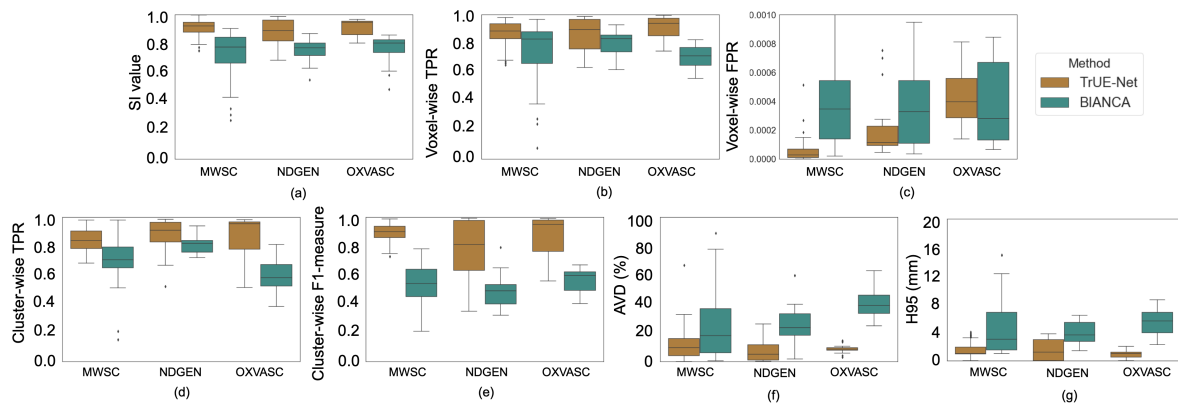 SI value
1.0
0.8
0.6
0.4
0.2
0.0
MWSC NDGEN OXVASC
(a)
Voxel-wise TPR
1.0
0.8
0.6
0.4
0.2
0.0
MWSC NDGEN OXVASC
(b)
Voxel-wise FPR
0.0010
0.0008
0.0006
0.0004
0.0002
0.0000
MWSC NDGEN OXVASC
(c)
Method
TrUE-Net
BIANCA
Cluster-wise TPR
1.0
0.8
0.6
0.4
0.2
0.0
MWSC NDGEN OXVASC
(d)
Cluster-wise F1-measure
1.0
0.8
0.6
0.4
0.2
0.0
MWSC NDGEN OXVASC
(e)
AVD (%)
100
80
60
40
20
0
MWSC NDGEN OXVASC
(f)
H95 (mm)
20
16
12
8
4
0
MWSC NDGEN OXVASC
(g)